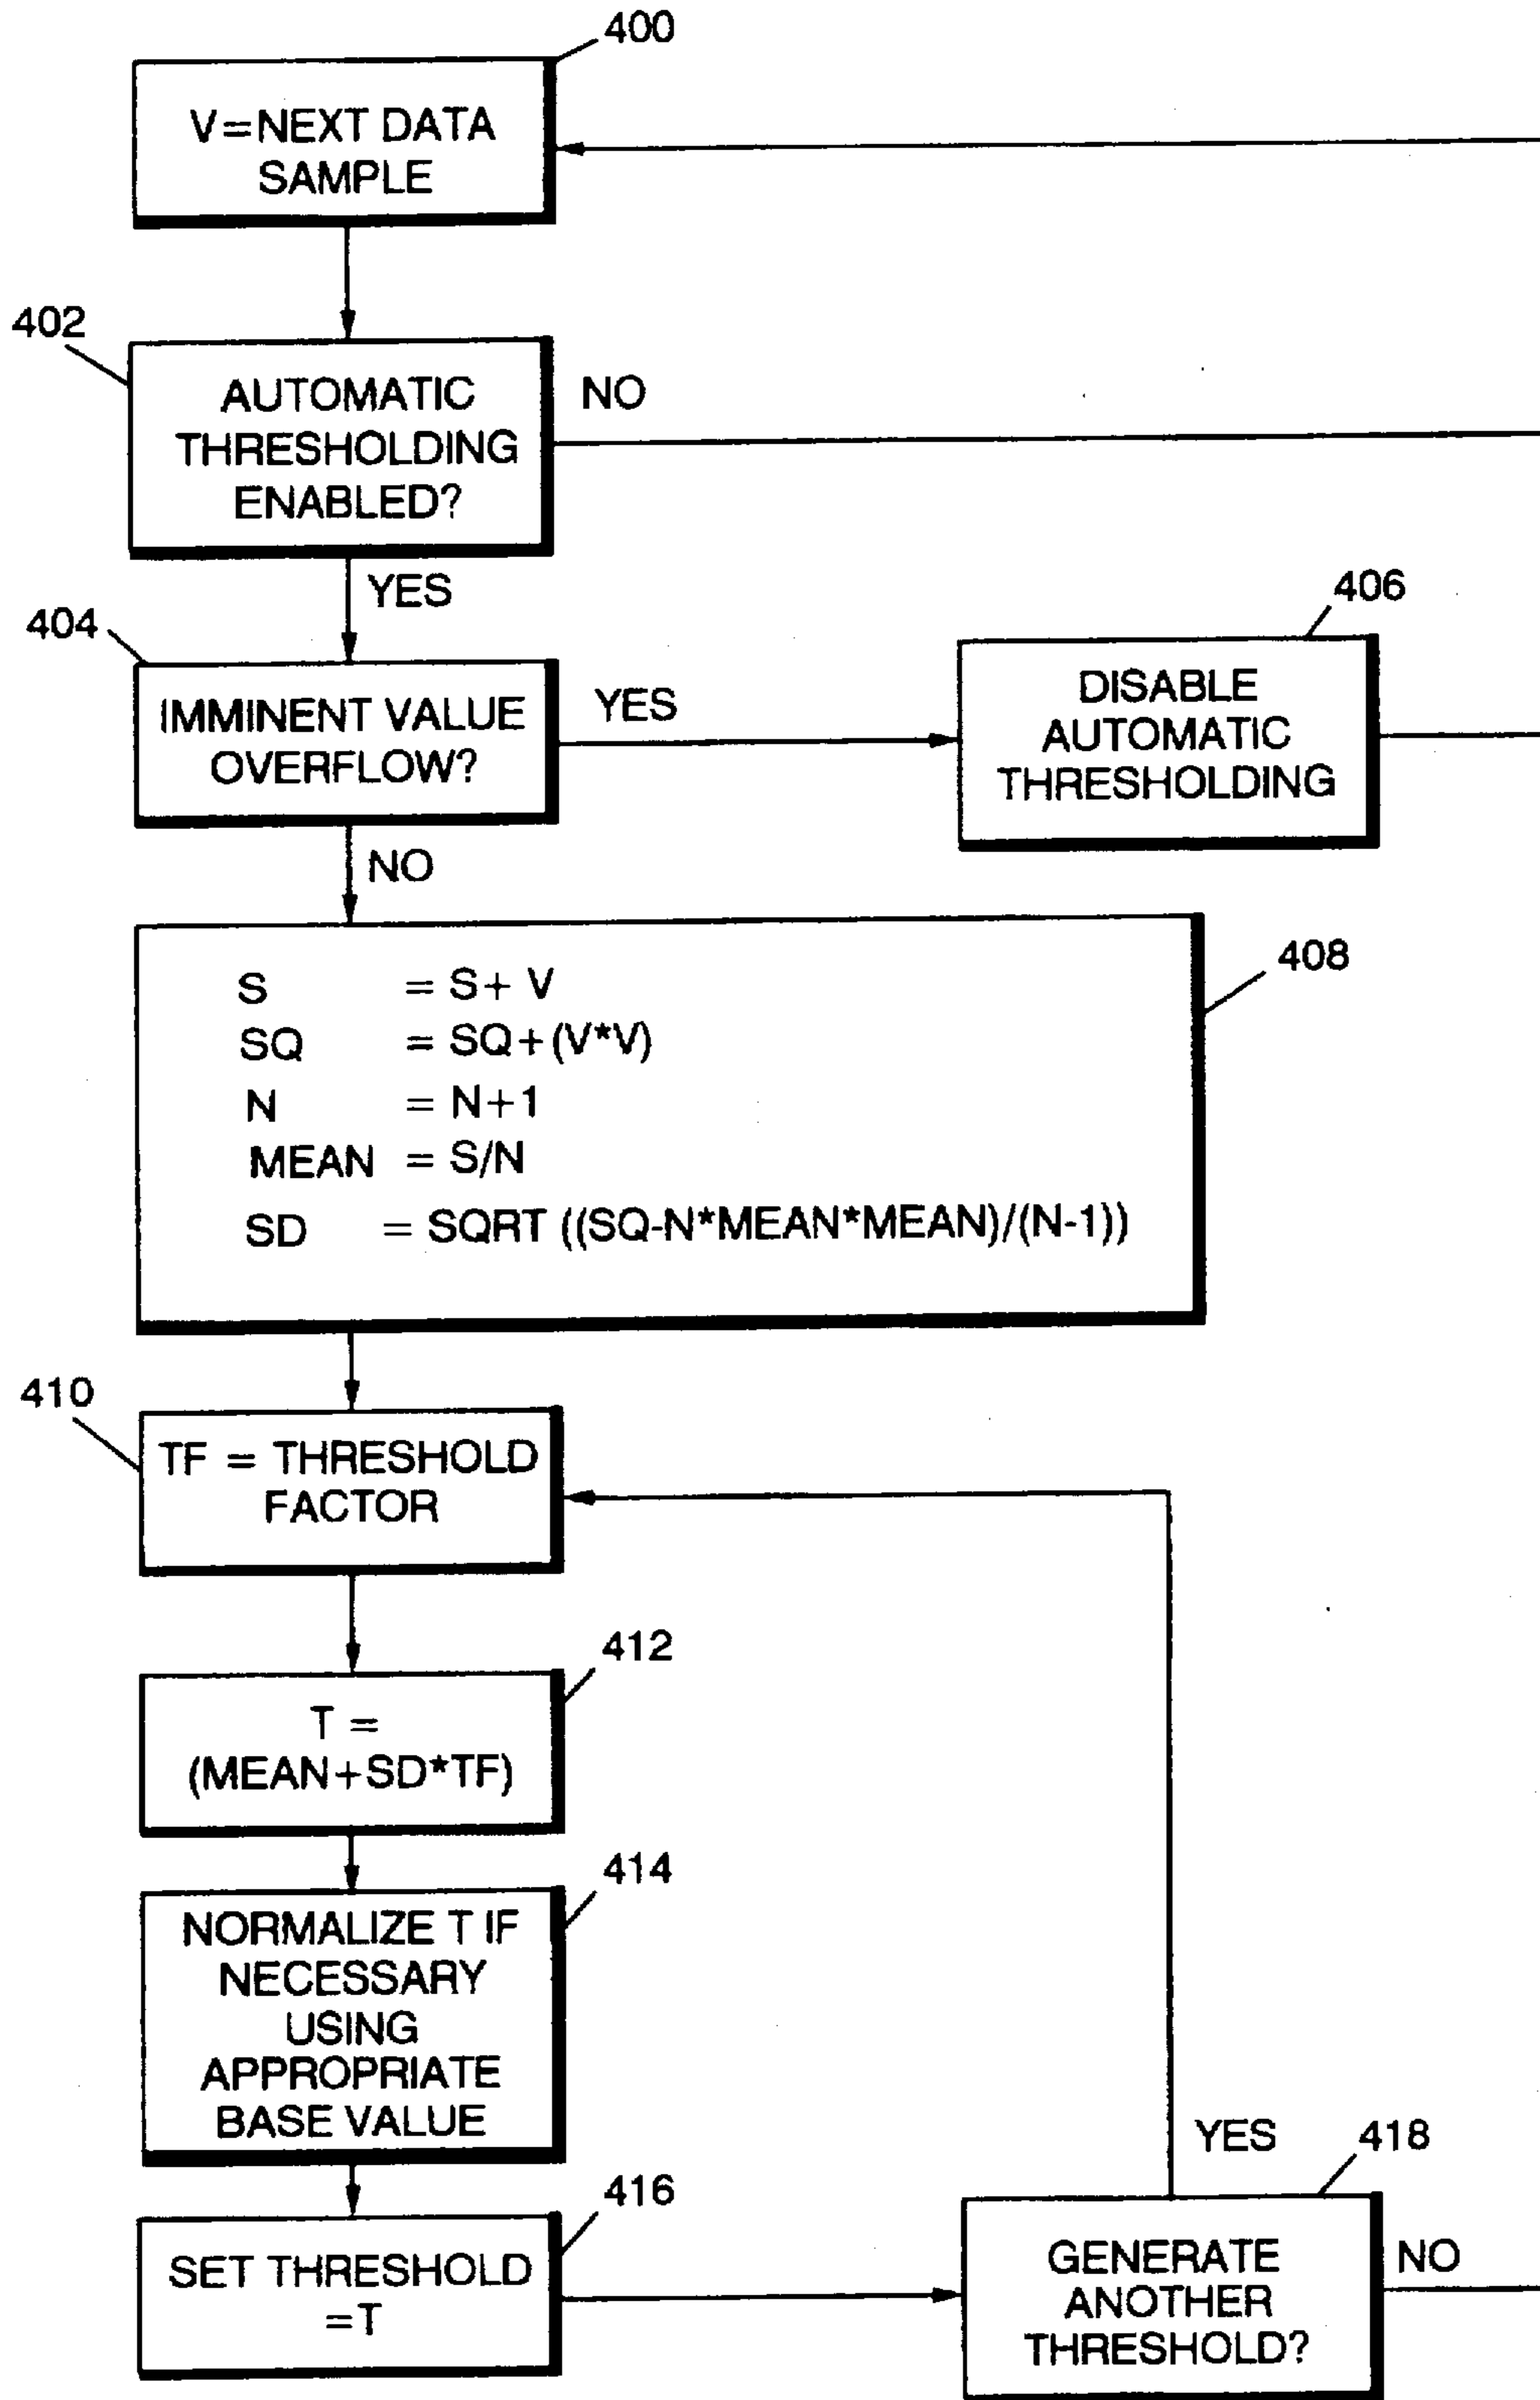 400
V=NEXT DATA
SAMPLE
402
AUTOMATIC
THRESHOLDING
ENABLED?
NO
YES
404
IMMINENT VALUE
OVERFLOW?
YES
406
DISABLE
AUTOMATIC
THRESHOLDING
NO
408
S = S+ V
SQ = SQ+(V*V)
N = N+1
MEAN = S/N
SD = SQRT ((SQ-N*MEAN*MEAN)/(N-1))
410
TF = THRESHOLD
FACTOR
412
T =
(MEAN+SD*TF)
414
NORMALIZE T IF
NECESSARY
USING
APPROPRIATE
BASE VALUE
416
SET THRESHOLD
=T
YES
418
GENERATE
ANOTHER
THRESHOLD?
NO